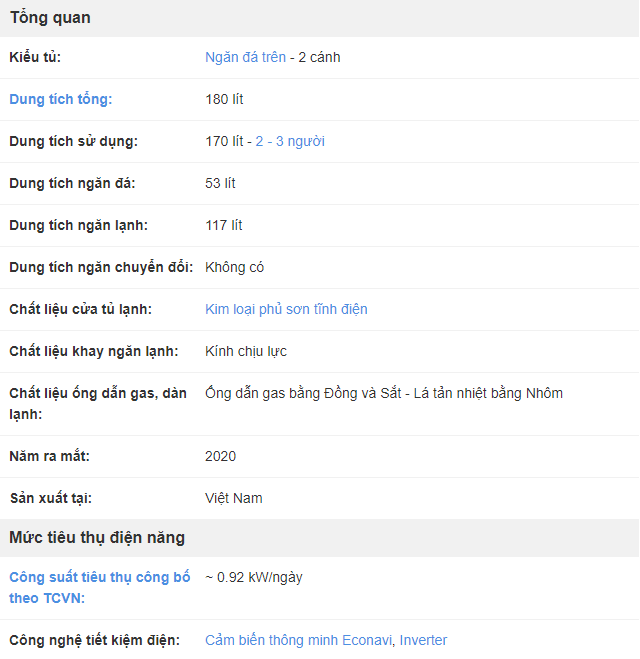 Tổng quan
Kiểu tủ: Ngăn đá trên - 2 cánh
Dung tích tổng: 180 lít
Dung tích sử dụng: 170 lít - 2 - 3 người
Dung tích ngăn đá: 53 lít
Dung tích ngăn lạnh: 117 lít
Dung tích ngăn chuyển đổi: Không có
Chất liệu cửa tủ lạnh: Kim loại phủ sơn tĩnh điện
Chất liệu khay ngăn lạnh: Kính chịu lực
Chất liệu ống dẫn gas, dàn Ống dẫn gas bằng Đồng và Sắt - Lá tản nhiệt bằng Nhôm
lạnh:
Năm ra mắt: 2020
Sản xuất tại: Việt Nam
Mức tiêu thụ điện năng
Công suất tiêu thụ công bố ~ 0.92 kW/ngày
theo TCVN:
Công nghệ tiết kiệm điện: Cảm biến thông minh Econavi, Inverter